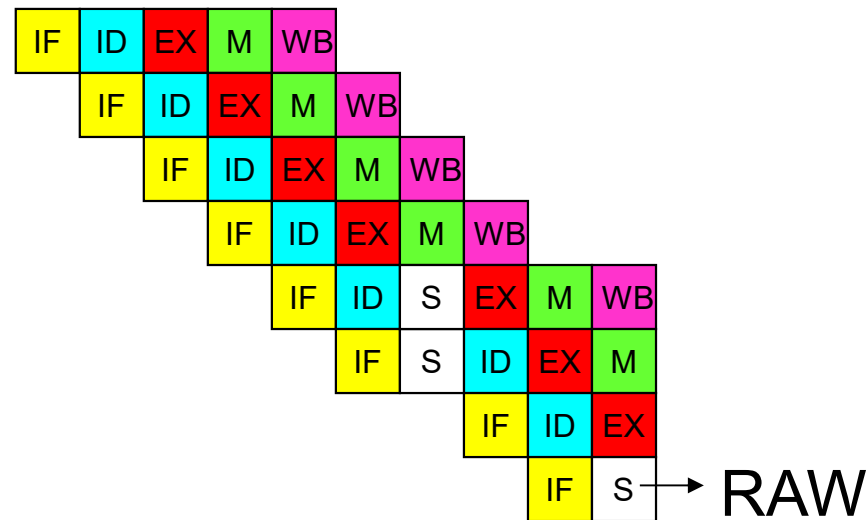 IF ID EX M WB
IF ID EX M WB
IF ID EX M WB
IF ID EX M WB
IF ID S EX M WB
IF S ID EX M
IF ID EX
IF S RAW